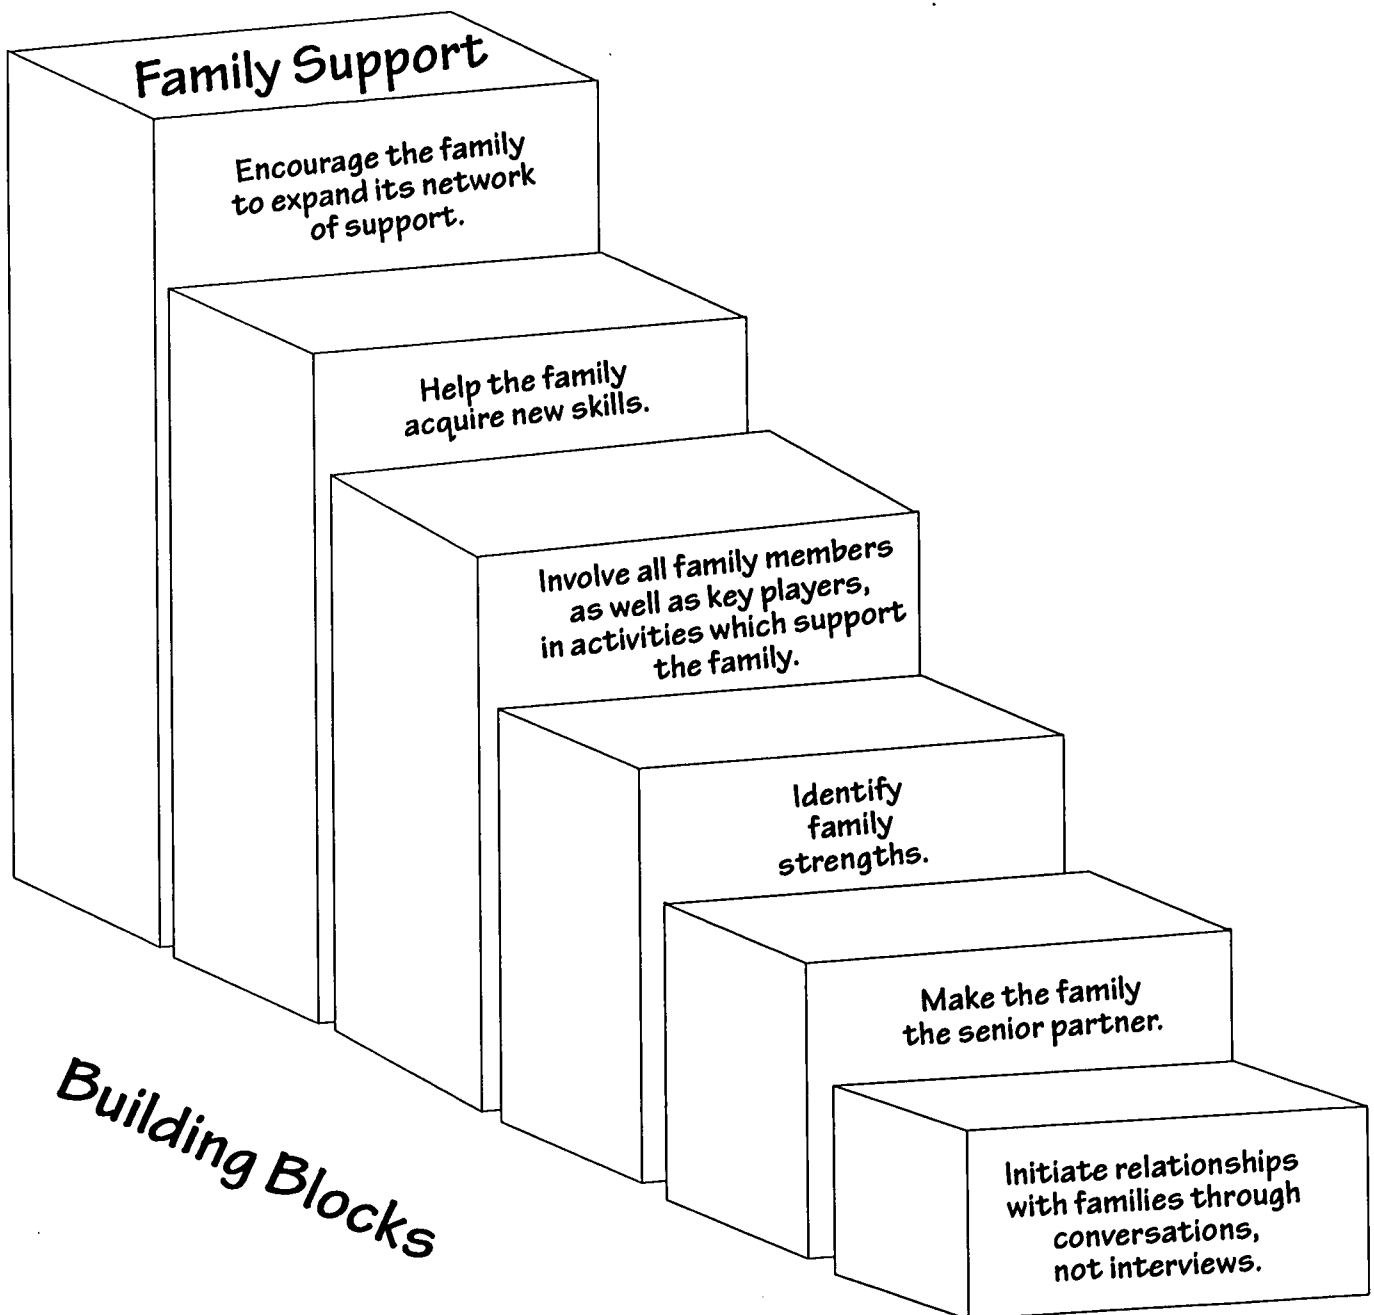 Family Support
Encourage the family
to expand its network
of support.
Help the family
acquire new skills.
Involve all family members
as well as key players,
in activities which support
the family.
Identify
family
strengths.
Make the family
the senior partner.
Initiate relationships
with families through
conversations,
not interviews.
Building Blocks